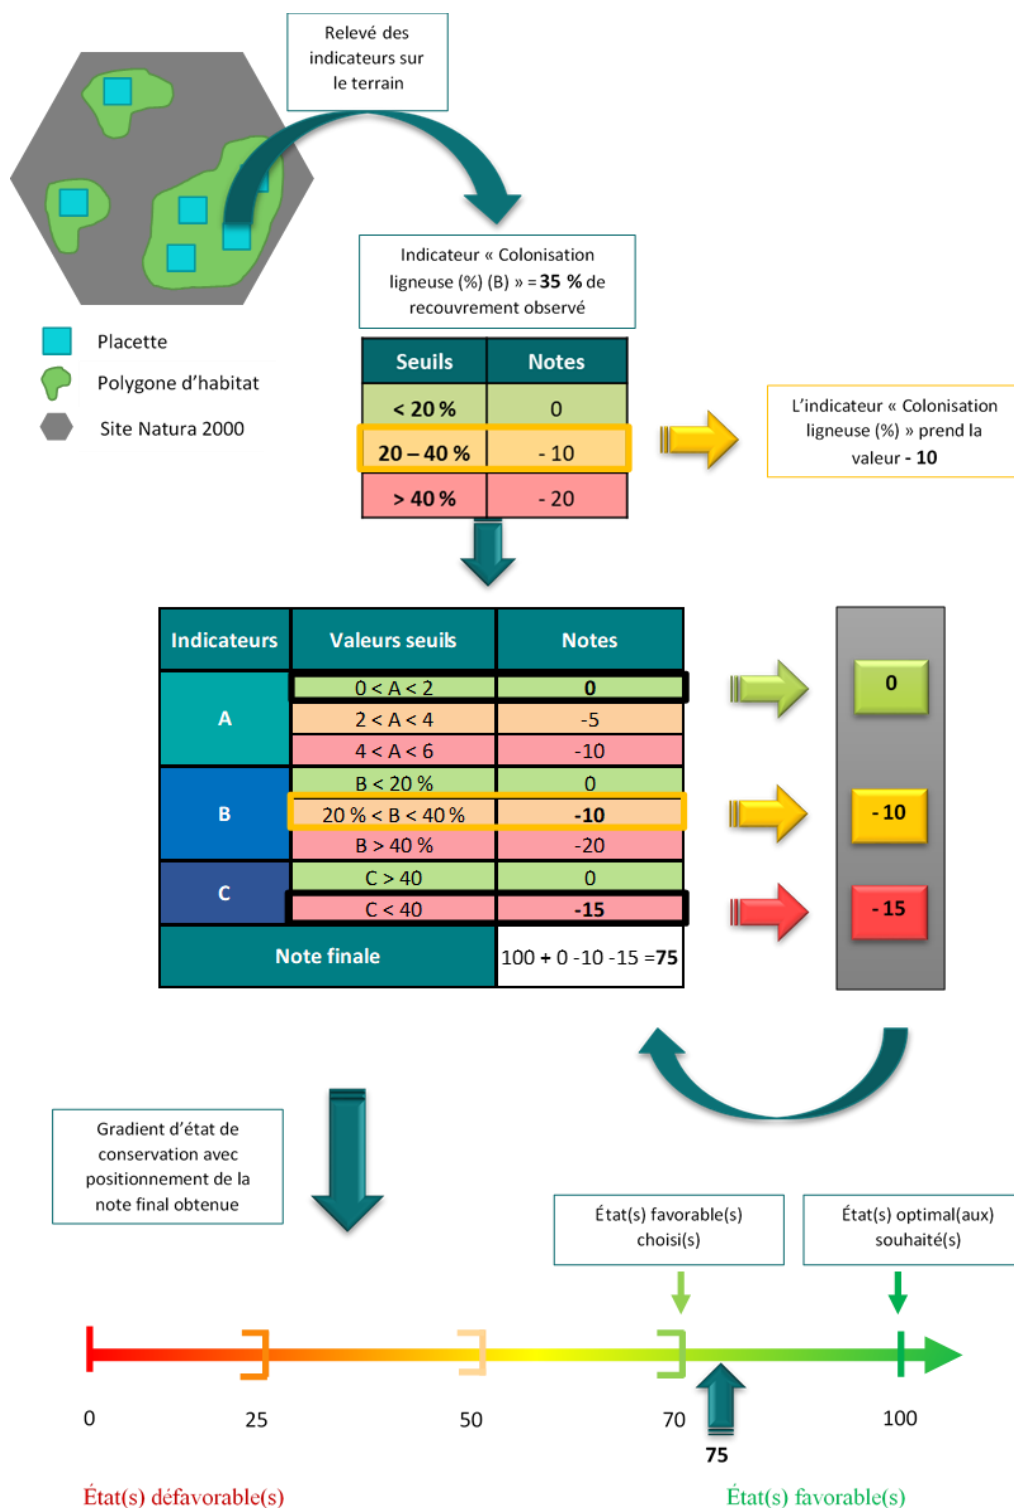 Relevé des
indicateurs sur
le terrain
Indicateur « Colonisation
ligneuse (%) (B) » = 35 % de
recouvrement observé
Placette
Polygone d'habitat
Site Natura 2000
Seuils Notes
< 20 % 0
20 – 40 % - 10
> 40 % - 20
L'indicateur « Colonisation
ligneuse (%) » prend la
valeur - 10
Indicateurs Valeurs seuils Notes
A
0 < A < 2 0
2 < A < 4 -5
4 < A < 6 -10
B
B < 20 % 0
20 % < B < 40 % -10
B > 40 % -20
C
C > 40 0
C < 40 -15
Note finale 100 + 0 -10 -15 =75
0
- 10
- 15
Gradient d'état de
conservation avec
positionnement de la
note final obtenue
État(s) favorable(s)
choisi(s)
État(s) optimal(aux)
souhaité(s)
0 25 50 70 100
75
État(s) défavorable(s) État(s) favorable(s)